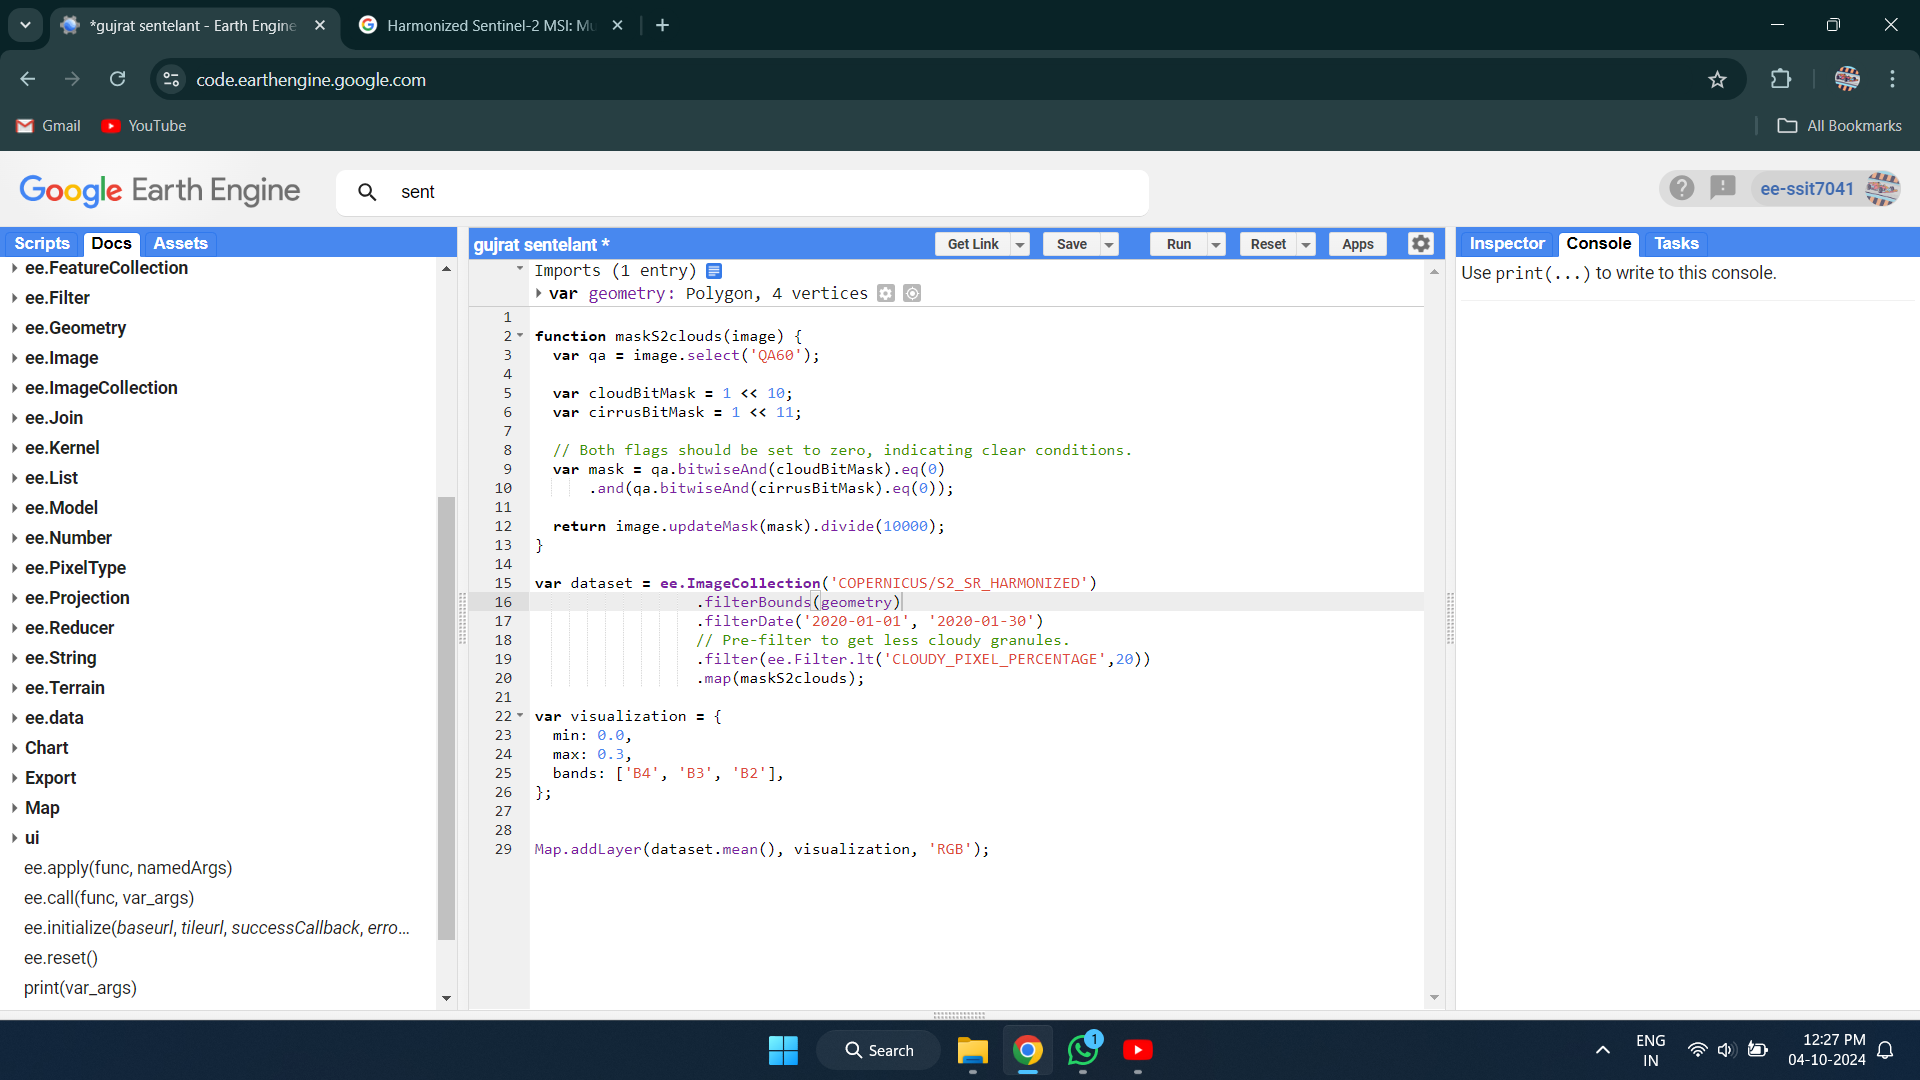 *gujrat sentelant - Earth Engine
Harmonized Sentinel-2 MSI: Mu
code.earthengine.google.com
Gmail
YouTube
All Bookmarks
Google Earth Engine
sent
ee-ssit7041
Scripts
Docs
Assets
ee.FeatureCollection
ee.Filter
ee.Geometry
ee.Image
ee.ImageCollection
ee.Join
ee.Kernel
ee.List
ee.Model
ee.Number
ee.PixelType
ee.Projection
ee.Reducer
ee.String
ee.Terrain
ee.data
Chart
Export
Map
ui
ee.apply(func, namedArgs)
ee.call(func, var_args)
ee.initialize(baseurl, tileurl, successCallback, erro...
ee.reset()
print(var_args)
gujrat sentelant *
Get Link
Save
Run
Reset
Apps
Imports (1 entry)
var geometry: Polygon, 4 vertices
1
2 function maskS2clouds(image) {
3 var qa = image.select('QA60');
4
5 var cloudBitMask = 1 << 10;
6 var cirrusBitMask = 1 << 11;
7
8 // Both flags should be set to zero, indicating clear conditions.
9 var mask = qa.bitwiseAnd(cloudBitMask).eq(0)
10 .and(qa.bitwiseAnd(cirrusBitMask).eq(0));
11
12 return image.updateMask(mask).divide(10000);
13 }
14
15 var dataset = ee.ImageCollection('COPERNICUS/S2_SR_HARMONIZED')
16 .filterBounds(geometry)
17 .filterDate('2020-01-01', '2020-01-30')
18 // Pre-filter to get less cloudy granules.
19 .filter(ee.Filter.lt('CLOUDY_PIXEL_PERCENTAGE',20))
20 .map(maskS2clouds);
21
22 var visualization = {
23 min: 0.0,
24 max: 0.3,
25 bands: ['B4', 'B3', 'B2'],
26 };
27
28
29 Map.addLayer(dataset.mean(), visualization, 'RGB');
Inspector
Console
Tasks
Use print(...) to write to this console.
Search
1
ENG
IN
12:27 PM
04-10-2024